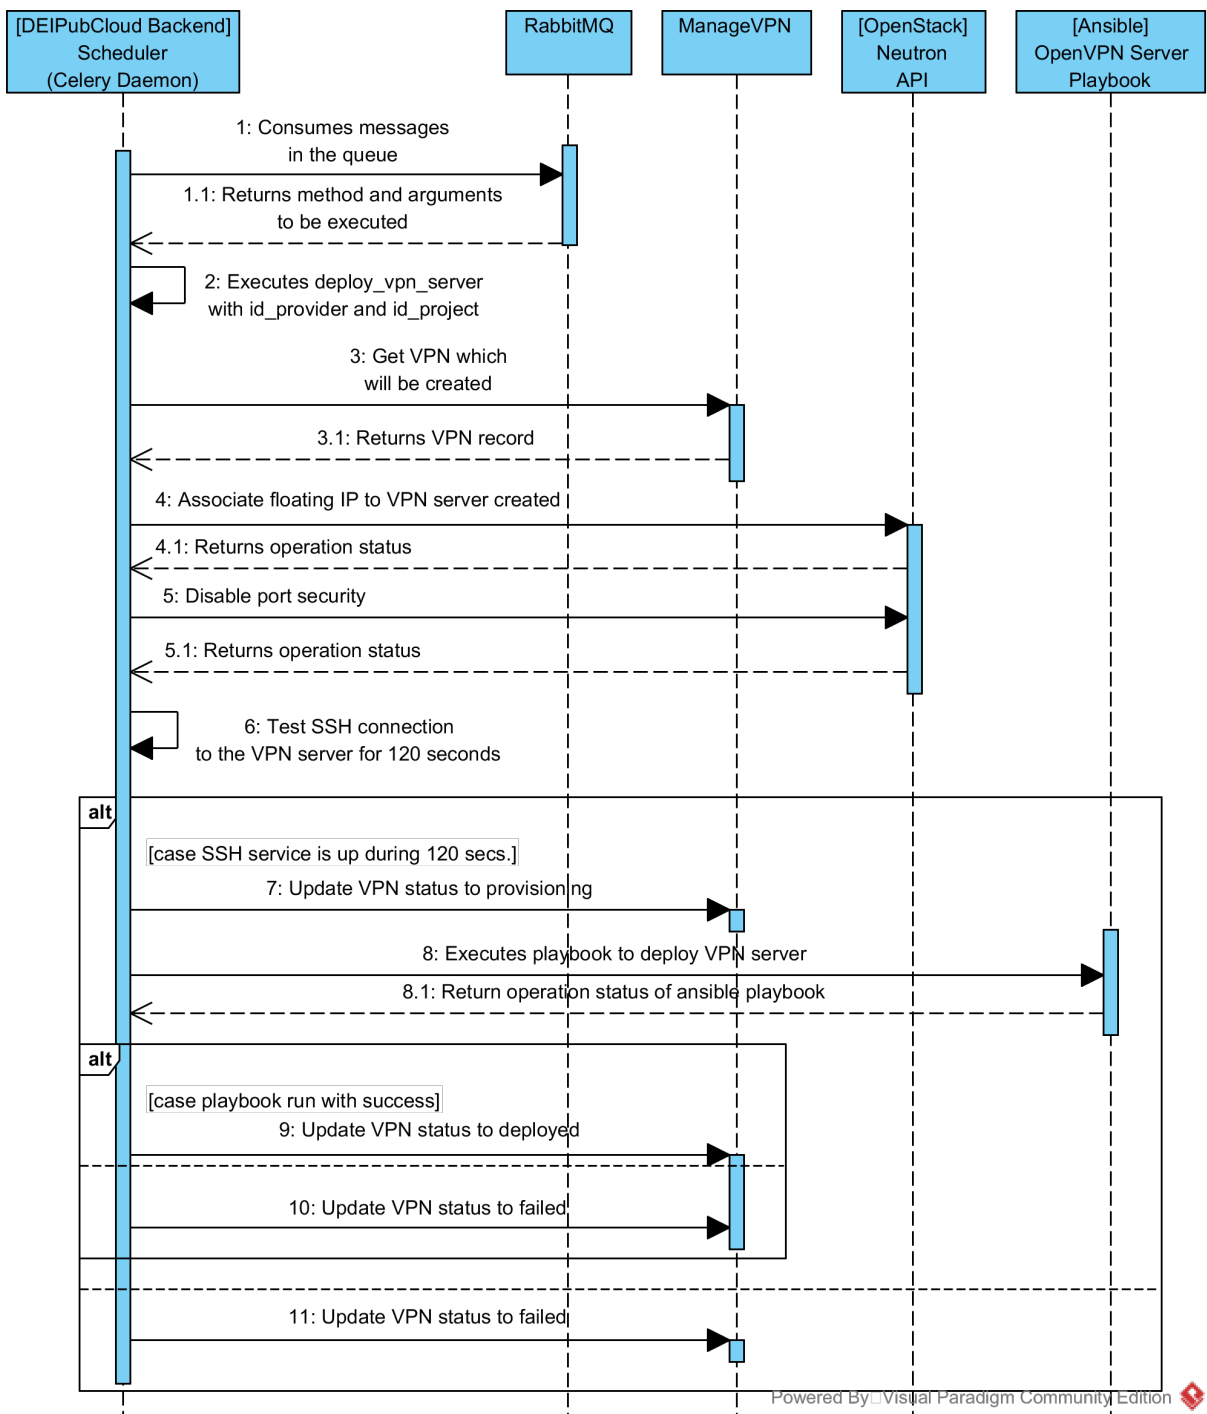 [DEIPubCloud Backend]
Scheduler
(Celery Daemon)
RabbitMQ
ManageVPN
[OpenStack]
Neutron
API
[Ansible]
OpenVPN Server
Playbook
1: Consumes messages
in the queue
1.1: Returns method and arguments
to be executed
2: Executes deploy_vpn_server
with id_provider and id_project
3: Get VPN which
will be created
3.1: Returns VPN record
4: Associate floating IP to VPN server created
4.1: Returns operation status
5: Disable port security
5.1: Returns operation status
6: Test SSH connection
to the VPN server for 120 seconds
alt
[case SSH service is up during 120 secs.]
7: Update VPN status to provisioning
8: Executes playbook to deploy VPN server
8.1: Return operation status of ansible playbook
alt
[case playbook run with success]
9: Update VPN status to deployed
10: Update VPN status to failed
11: Update VPN status to failed
Powered By Visual Paradigm Community Edition